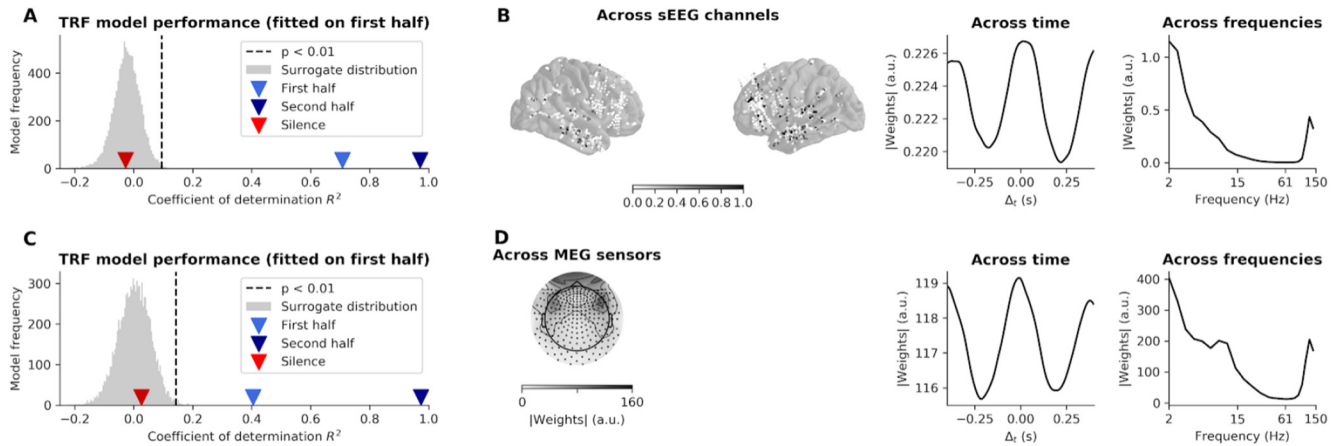 A
TRF model performance (fitted on first half)
Model frequency
400
200
0
−0.2 0.0 0.2 0.4 0.6 0.8 1.0
Coefficient of determination R²
p < 0.01
Surrogate distribution
First half
Second half
Silence
B
Across sEEG channels
0.0 0.2 0.4 0.6 0.8 1.0
Across time
|Weights| (a.u.)
0.226
0.224
0.222
0.220
−0.25 0.00 0.25
Δt (s)
Across frequencies
|Weights| (a.u.)
1.0
0.5
0.0
2 15 61 150
Frequency (Hz)
C
TRF model performance (fitted on first half)
Model frequency
300
200
100
0
−0.2 0.0 0.2 0.4 0.6 0.8 1.0
Coefficient of determination R²
p < 0.01
Surrogate distribution
First half
Second half
Silence
D
Across MEG sensors
0 160
|Weights| (a.u.)
Across time
|Weights| (a.u.)
119
118
117
116
−0.25 0.00 0.25
Δt (s)
Across frequencies
|Weights| (a.u.)
400
300
200
100
0
2 15 61 150
Frequency (Hz)